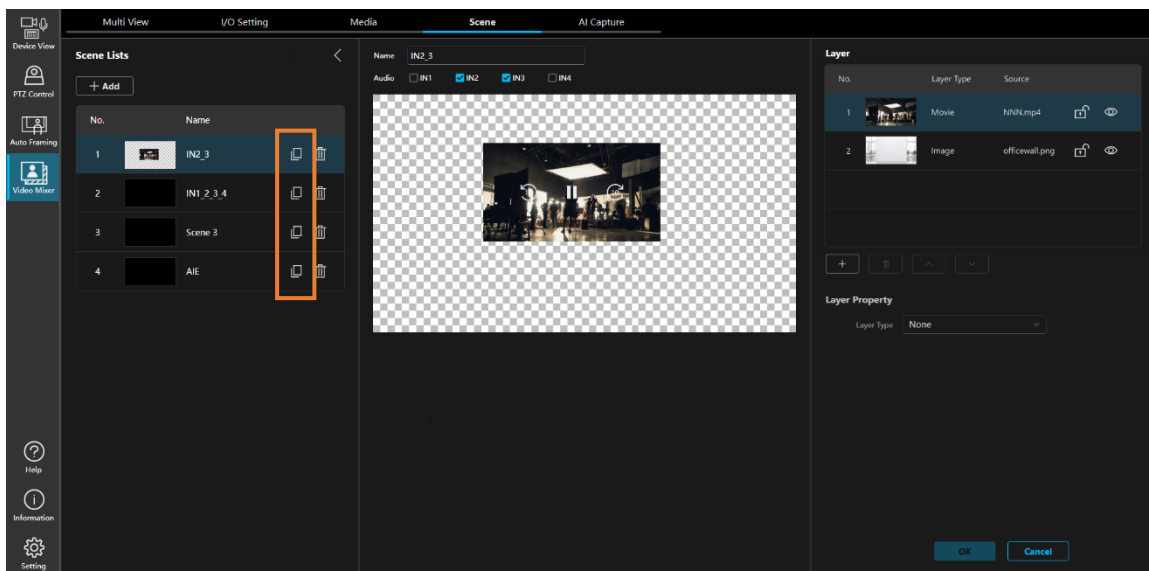 Multi View I/O Setting Media Scene AI Capture
Device View
PTZ Control
Auto Framing
Video Mixer
Help
Information
Setting
Scene Lists
+ Add
No. Name
1 IN2_3
2 IN1_2_3_4
3 Scene 3
4 AIE
Name IN2_3
Audio IN1 IN2 IN3 IN4
Layer
No. Layer Type Source
1 Movie NNN.mp4
2 Image officewall.png
Layer Property
Layer Type None
OK Cancel